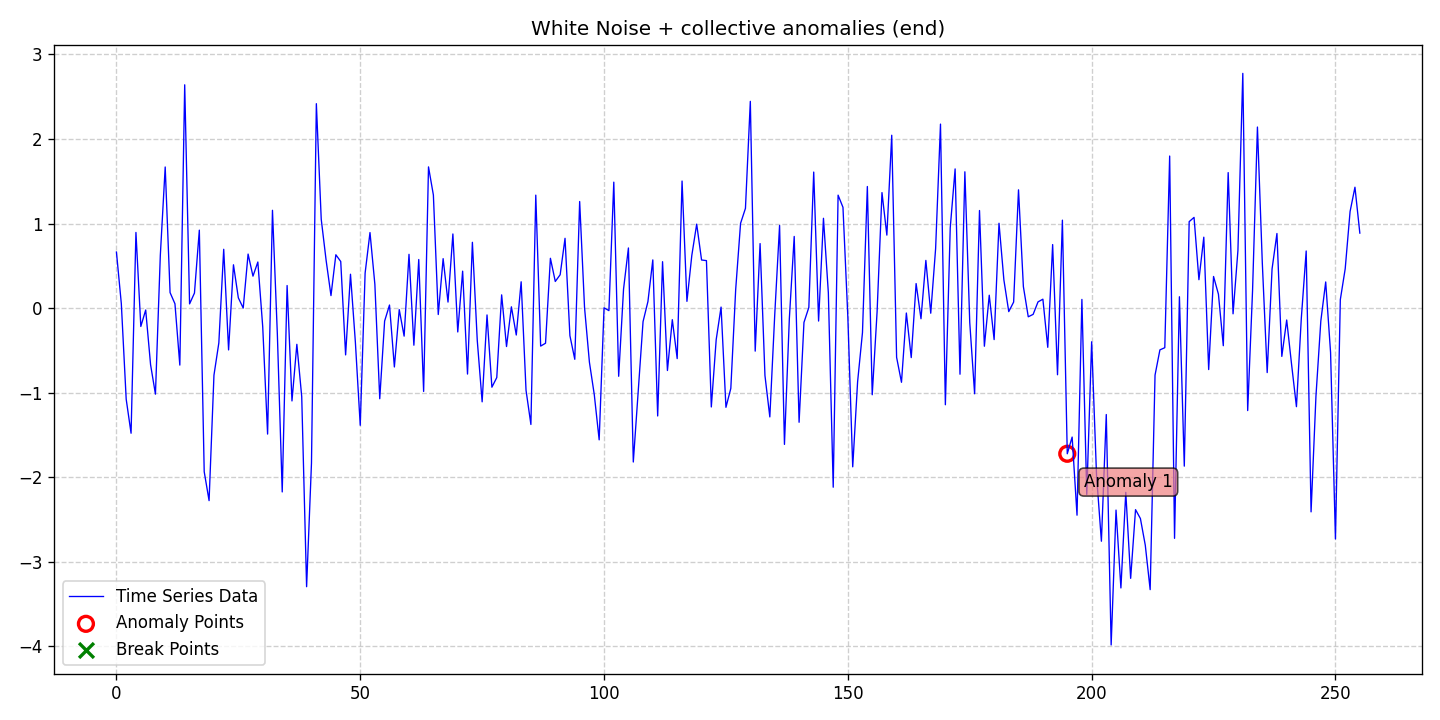 White Noise + collective anomalies (end)
3
2
1
0
−1
−2
−3
−4
Anomaly 1
Time Series Data
Anomaly Points
Break Points
0
50
100
150
200
250